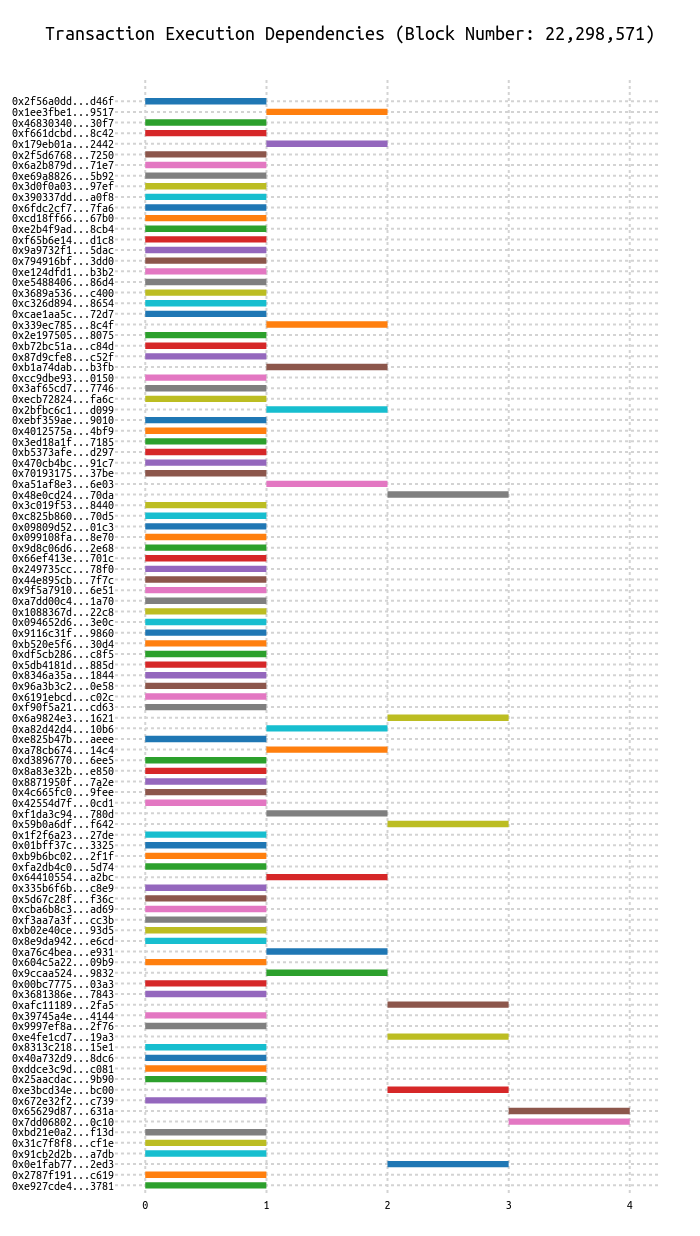 Transaction Execution Dependencies (Block Number: 22,298,571)
0x2f56a0dd...d46f
0x1ee3fbe1...9517
0x46830340...30f7
0xf661dcbd...8c42
0x179eb01a...2442
0x2f5d6768...7250
0x6a2b879d...71e7
0xe69a8826...5b92
0x3d0f0a03...97ef
0x390337dd...a0f8
0x6fdc2cf7...7fa6
0xcd18ff66...67b0
0xe2b4f9ad...8cb4
0xf65b6e14...d1c8
0x9a9732f1...5dac
0x794916bf...3dd0
0xe124dfd1...b3b2
0xe5488406...86d4
0x3689a536...c400
0xc326d894...8654
0xcae1aa5c...72d7
0x339ec785...8c4f
0x2e197505...8075
0xb72bc51a...c84d
0x87d9cfe8...c52f
0xb1a74dab...b3fb
0xcc9dbe93...0150
0x3af65cd7...7746
0xecb72824...fa6c
0x2bfbc6c1...d099
0xebf359ae...9010
0x4012575a...4bf9
0x3ed18a1f...7185
0xb5373afe...d297
0x470cb4bc...91c7
0x70193175...37be
0xa51af8e3...6e03
0x48e0cd24...70da
0x3c019f53...8440
0xc825b860...70d5
0x09809d52...01c3
0x099108fa...8e70
0x9d8c06d6...2e68
0x66ef413e...701c
0x249735cc...78f0
0x44e895cb...7f7c
0x9f5a7910...6e51
0xa7dd00c4...1a70
0x1088367d...22c8
0x094652d6...3e0c
0x9116c31f...9860
0xb520e5f6...30d4
0xdf5cb286...c8f5
0x5db4181d...885d
0x8346a35a...1844
0x96a3b3c2...0e58
0x6191ebcd...c02c
0xf90f5a21...cd63
0x6a9824e3...1621
0xa82d42d4...10b6
0xe825b47b...aeee
0xa78cb674...14c4
0xd3896770...6ee5
0x8a83e32b...e850
0x8871950f...7a2e
0x4c665fc0...9fee
0x42554d7f...0cd1
0xf1da3c94...780d
0x59b0a6df...f642
0x1f2f6a23...27de
0x01bff37c...3325
0xb9b6bc02...2f1f
0xfa2db4c0...5d74
0x64410554...a2bc
0x335b6f6b...c8e9
0x5d67c28f...f36c
0xcba6b8c3...ad69
0xf3aa7a3f...cc3b
0xb02e40ce...93d5
0x8e9da942...e6cd
0xa76c4bea...e931
0x604c5a22...09b9
0x9ccaa524...9832
0x00bc7775...03a3
0x3681386e...7843
0xafc11189...2fa5
0x39745a4e...4144
0x9997ef8a...2f76
0xe4fe1cd7...19a3
0x8313c218...15e1
0x40a732d9...8dc6
0xddce3c9d...c081
0x25aacdac...9b90
0xe3bcd34e...bc00
0x672e32f2...c739
0x65629d87...631a
0x7dd06802...0c10
0xbd21e0a2...f13d
0x31c7f8f8...cf1e
0x91cb2d2b...a7db
0x0e1fab77...2ed3
0x2787f191...c619
0xe927cde4...3781
0 1 2 3 4